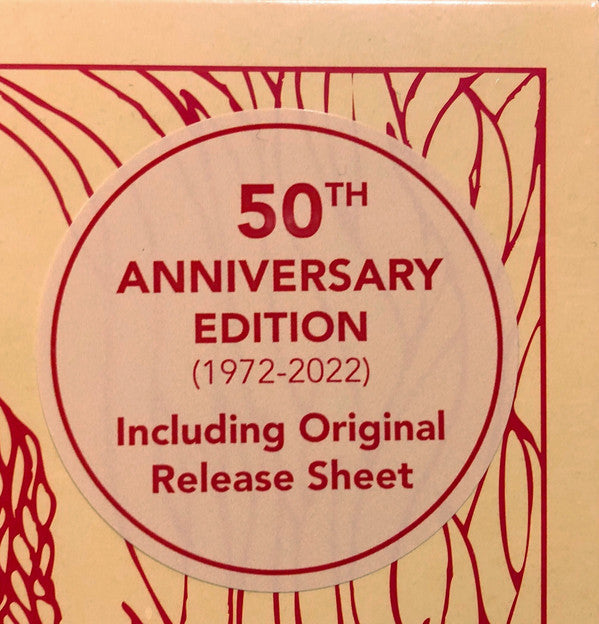 50TH
ANNIVERSARY
EDITION
(1972-2022)
Including Original
Release Sheet